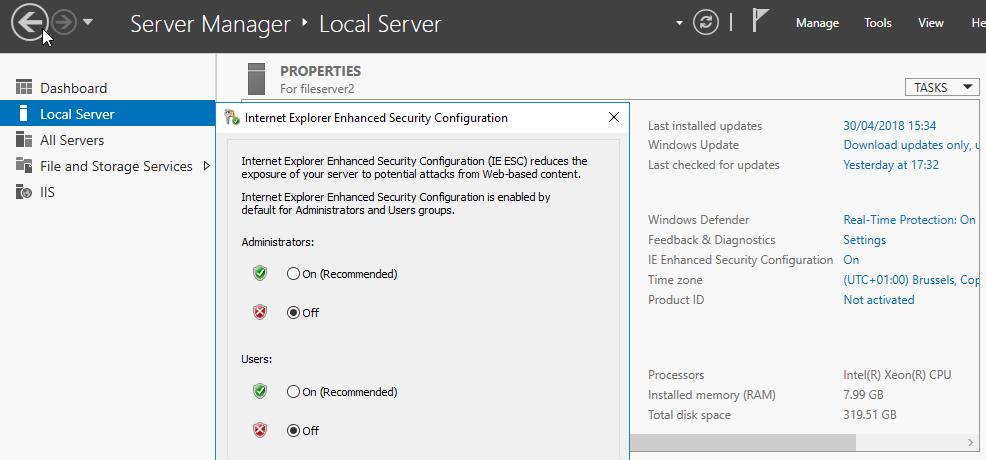 Server Manager ‣ Local Server
Manage Tools View He
Dashboard
Local Server
All Servers
File and Storage Services
IIS
PROPERTIES
For fileserver2
TASKS
Internet Explorer Enhanced Security Configuration
Internet Explorer Enhanced Security Configuration (IE ESC) reduces the
exposure of your server to potential attacks from Web-based content.
Internet Explorer Enhanced Security Configuration is enabled by
default for Administrators and Users groups.
Administrators:
On (Recommended)
Off
Users:
On (Recommended)
Off
Last installed updates 30/04/2018 15:34
Windows Update Download updates only, u
Last checked for updates Yesterday at 17:32
Windows Defender Real-Time Protection: On
Feedback & Diagnostics Settings
IE Enhanced Security Configuration On
Time zone (UTC+01:00) Brussels, Cop
Product ID Not activated
Processors Intel(R) Xeon(R) CPU
Installed memory (RAM) 7.99 GB
Total disk space 319.51 GB